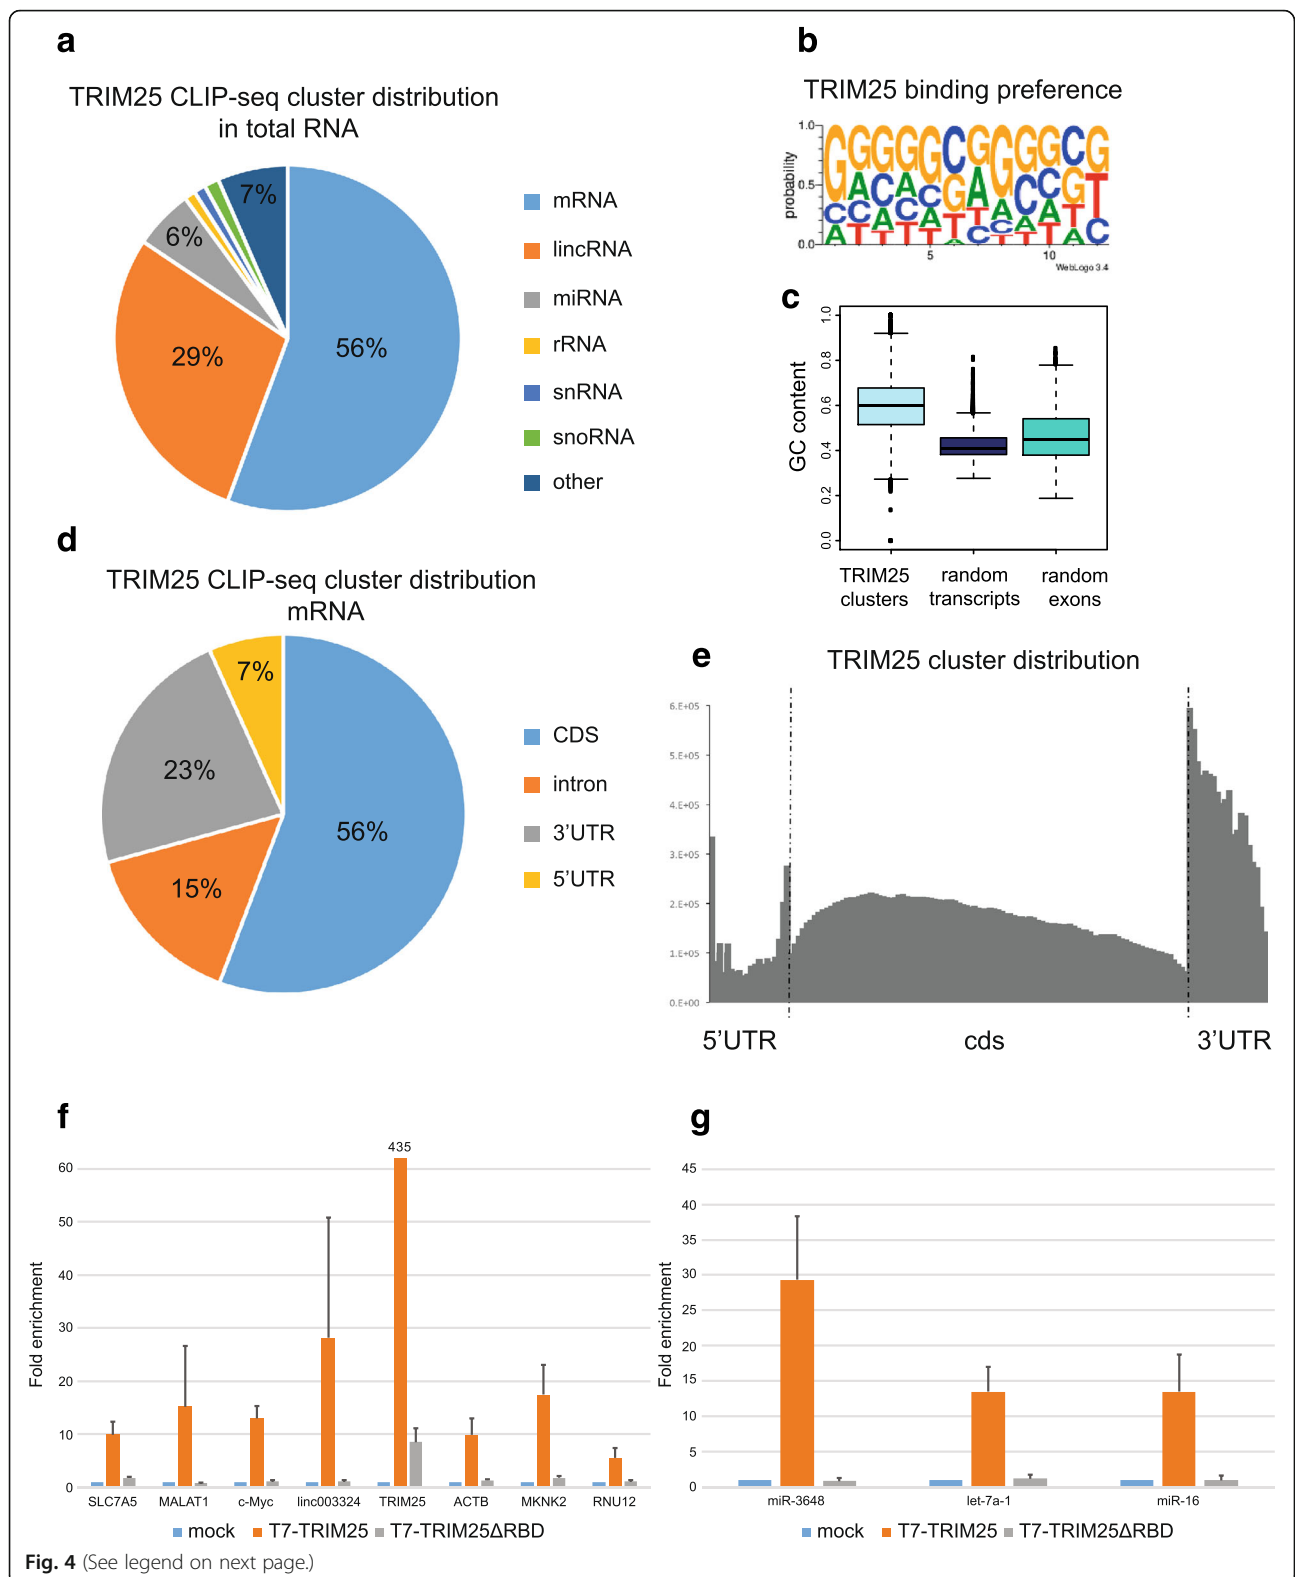 a
TRIM25 CLIP-seq cluster distribution
in total RNA
7%
6%
29%
56%
mRNA
lincRNA
miRNA
rRNA
snRNA
snoRNA
other
b
TRIM25 binding preference
probability
1.0
0.5
0.0
5
10
WebLogo 3.4
c
GC content
1.0
0.8
0.6
0.4
0.2
0.0
TRIM25
clusters
random
transcripts
random
exons
d
TRIM25 CLIP-seq cluster distribution
mRNA
7%
23%
56%
15%
CDS
intron
3'UTR
5'UTR
e
TRIM25 cluster distribution
6.E+05
5.E+05
4.E+05
3.E+05
2.E+05
1.E+05
0.E+00
5'UTR
cds
3'UTR
f
435
Fold enrichment
60
50
40
30
20
10
0
SLC7A5 MALAT1 c-Myc linc003324 TRIM25 ACTB MKNK2 RNU12
mock T7-TRIM25 T7-TRIM25ΔRBD
g
Fold enrichment
45
40
35
30
25
20
15
10
5
0
miR-3648 let-7a-1 miR-16
mock T7-TRIM25 T7-TRIM25ΔRBD
Fig. 4 (See legend on next page.)